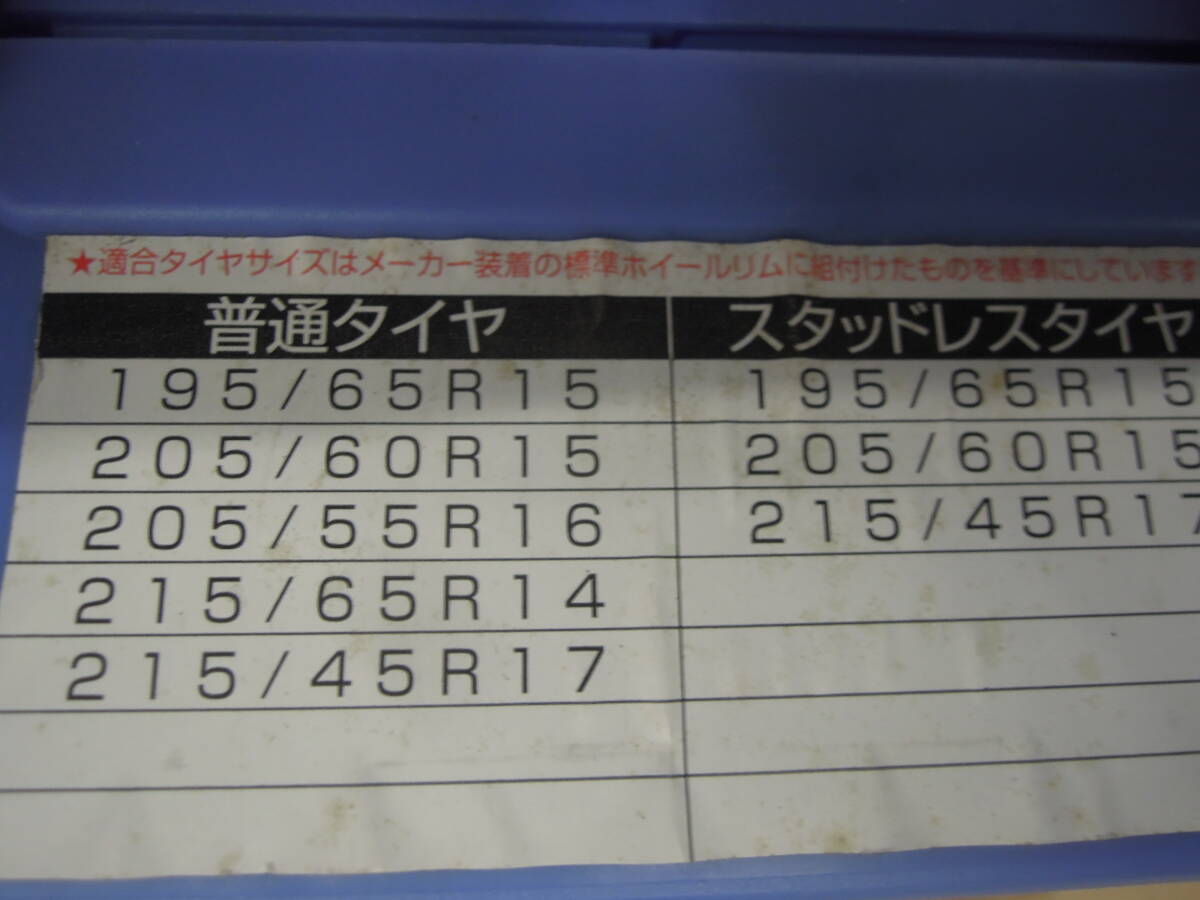 ★適合タイヤサイズはメーカー装着の標準ホイールリムに組付けたものを基準にしています
普通タイヤ スタッドレスタイヤ
195/65R15 195/65R15
205/60R15 205/60R15
205/55R16 215/45R17
215/65R14
215/45R17